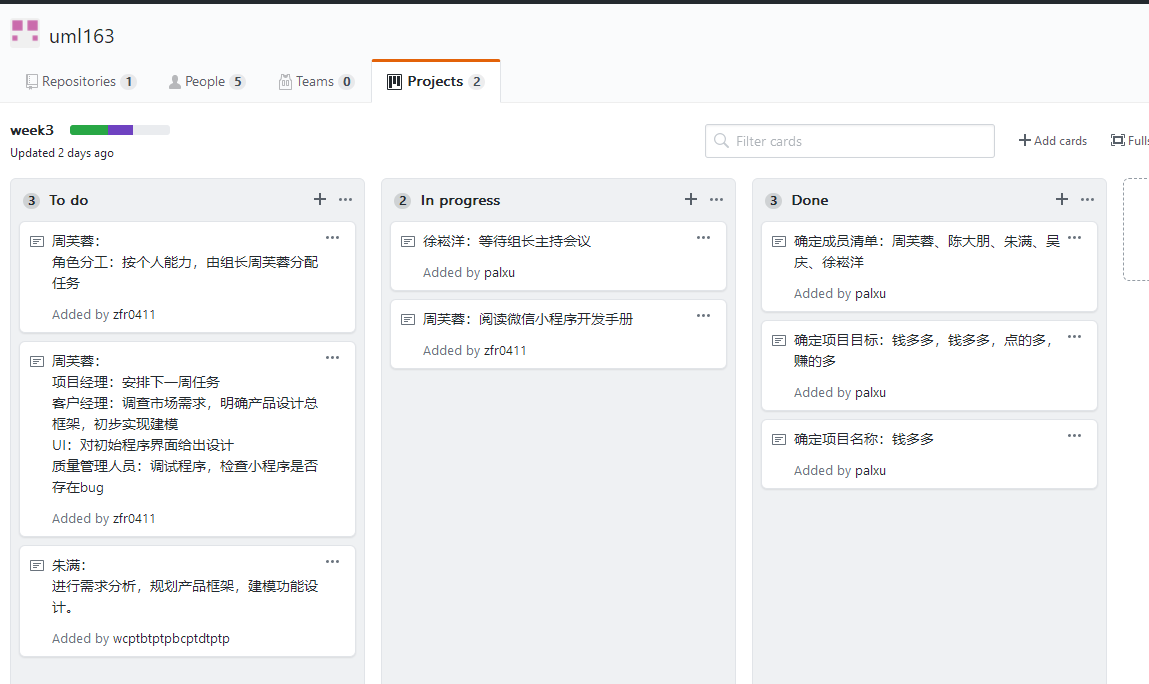 uml163
Repositories 1 People 5 Teams 0 Projects 2
week3
Updated 2 days ago
Filter cards
Add cards
Fulls
3 To do
周芙蓉：
角色分工：按个人能力，由组长周芙蓉分配
任务
Added by zfr0411
周芙蓉：
项目经理：安排下一周任务
客户经理：调查市场需求，明确产品设计总
框架，初步实现建模
UI：对初始程序界面给出设计
质量管理人员：调试程序，检查小程序是否
存在bug
Added by zfr0411
朱满：
进行需求分析，规划产品框架，建模功能设
计。
Added by wcptbtptpbcptdtptp
2 In progress
徐崧洋：等待组长主持会议
Added by palxu
周芙蓉：阅读微信小程序开发手册
Added by zfr0411
3 Done
确定成员清单：周芙蓉、陈大朋、朱满、吴
庆、徐崧洋
Added by palxu
确定项目目标：钱多多，钱多多，点的多，
赚的多
Added by palxu
确定项目名称：钱多多
Added by palxu